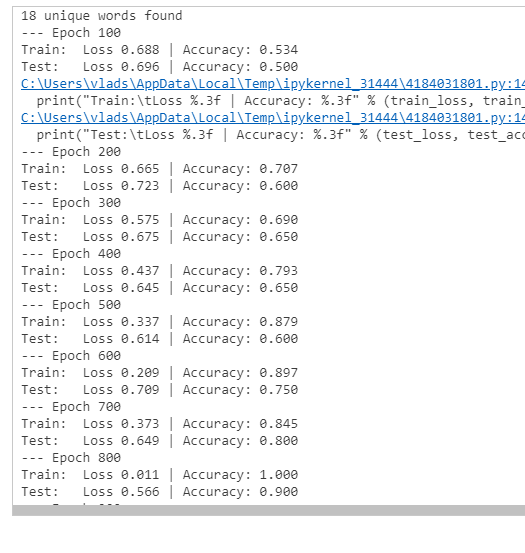 18 unique words found
--- Epoch 100
Train:  Loss 0.688 | Accuracy: 0.534
Test:   Loss 0.696 | Accuracy: 0.500
C:\Users\vlads\AppData\Local\Temp\ipykernel_31444\4184031801.py:14
  print("Train:\tLoss %.3f | Accuracy: %.3f" % (train_loss, train_
C:\Users\vlads\AppData\Local\Temp\ipykernel_31444\4184031801.py:14
  print("Test:\tLoss %.3f | Accuracy: %.3f" % (test_loss, test_acc
--- Epoch 200
Train:  Loss 0.665 | Accuracy: 0.707
Test:   Loss 0.723 | Accuracy: 0.600
--- Epoch 300
Train:  Loss 0.575 | Accuracy: 0.690
Test:   Loss 0.675 | Accuracy: 0.650
--- Epoch 400
Train:  Loss 0.437 | Accuracy: 0.793
Test:   Loss 0.645 | Accuracy: 0.650
--- Epoch 500
Train:  Loss 0.337 | Accuracy: 0.879
Test:   Loss 0.614 | Accuracy: 0.600
--- Epoch 600
Train:  Loss 0.209 | Accuracy: 0.897
Test:   Loss 0.709 | Accuracy: 0.750
--- Epoch 700
Train:  Loss 0.373 | Accuracy: 0.845
Test:   Loss 0.649 | Accuracy: 0.800
--- Epoch 800
Train:  Loss 0.011 | Accuracy: 1.000
Test:   Loss 0.566 | Accuracy: 0.900